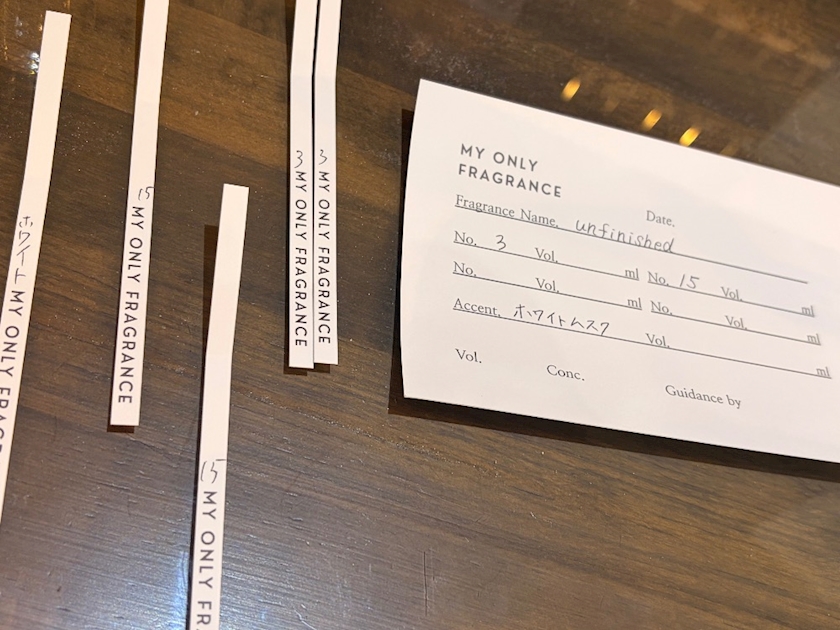 ホワイト MY ONLY FRAGRANCE
15 MY ONLY FRAGRANCE
15 MY ONLY FR
3 MY ONLY FRAGRANCE
3 MY ONLY FRAGRANCE
MY ONLY
FRAGRANCE
Date.
Fragrance Name. unfinished
No. 3 Vol. ml No. 15 Vol. ml
No. Vol. ml No. Vol. ml
Accent. ホワイトムスク Vol. ml
Vol. Conc. Guidance by